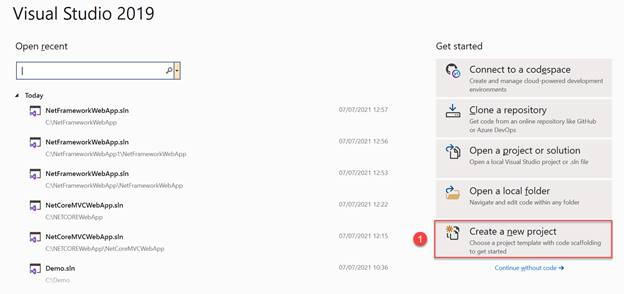 Visual Studio 2019
Open recent
Today
NetFrameworkWebApp.sln 07/07/2021 12:57
C:\NetFrameworkWebApp
NetFrameworkWebApp.sln 07/07/2021 12:56
C:\NetFrameworkWebApp1\NetFrameworkWebApp
NetFrameworkWebApp.sln 07/07/2021 12:53
C:\NetFrameworkWebApp\NetFrameworkWebApp
NetCoreMVCWebApp.sln 07/07/2021 12:22
C:\NETCOREWebApp
NetCoreMVCWebApp.sln 07/07/2021 12:15
C:\NETCOREWebApp\NetCoreMVCWebApp
Demo.sln 07/07/2021 10:36
C:\Demo
Get started
Connect to a codespace
Create and manage cloud-powered development
environments
Clone a repository
Get code from an online repository like GitHub
or Azure DevOps
Open a project or solution
Open a local Visual Studio project or .sln file
Open a local folder
Navigate and edit code within any folder
1
Create a new project
Choose a project template with code scaffolding
to get started
Continue without code →